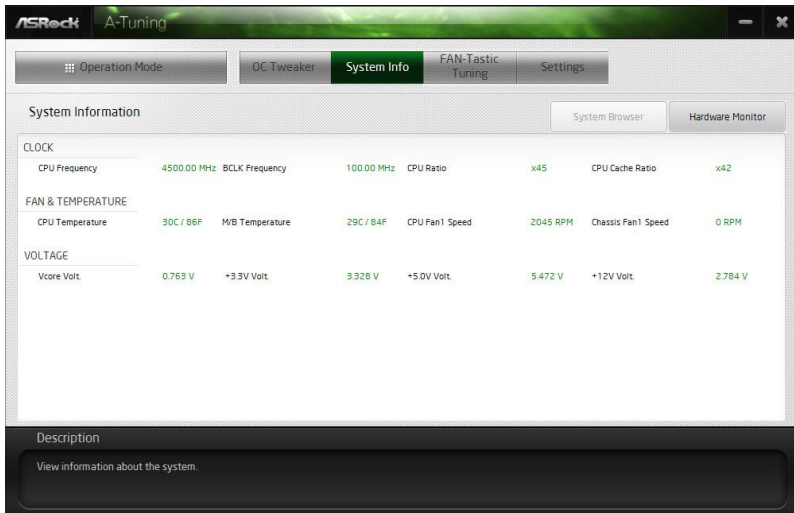 ASRock A-Tuning
Operation Mode OC Tweaker System Info FAN-Tastic Tuning Settings
System Information System Browser Hardware Monitor
CLOCK
CPU Frequency 4500.00 MHz BCLK Frequency 100.00 MHz CPU Ratio x45 CPU Cache Ratio x42
FAN & TEMPERATURE
CPU Temperature 30C / 86F M/B Temperature 29C / 84F CPU Fan1 Speed 2045 RPM Chassis Fan1 Speed 0 RPM
VOLTAGE
Vcore Volt. 0.763 V +3.3V Volt. 3.328 V +5.0V Volt. 5.472 V +12V Volt. 2.784 V
Description
View information about the system.